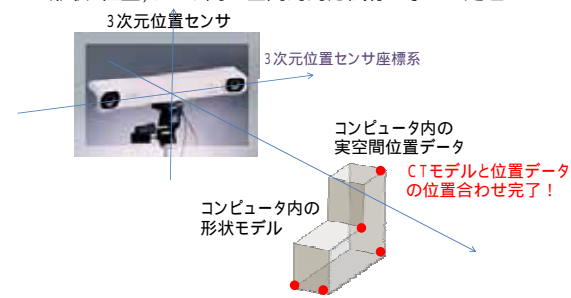 3次元位置センサ
3次元位置センサ座標系
コンピュータ内の
実空間位置データ
CTモデルと位置データ
の位置合わせ完了！
コンピュータ内の
形状モデル